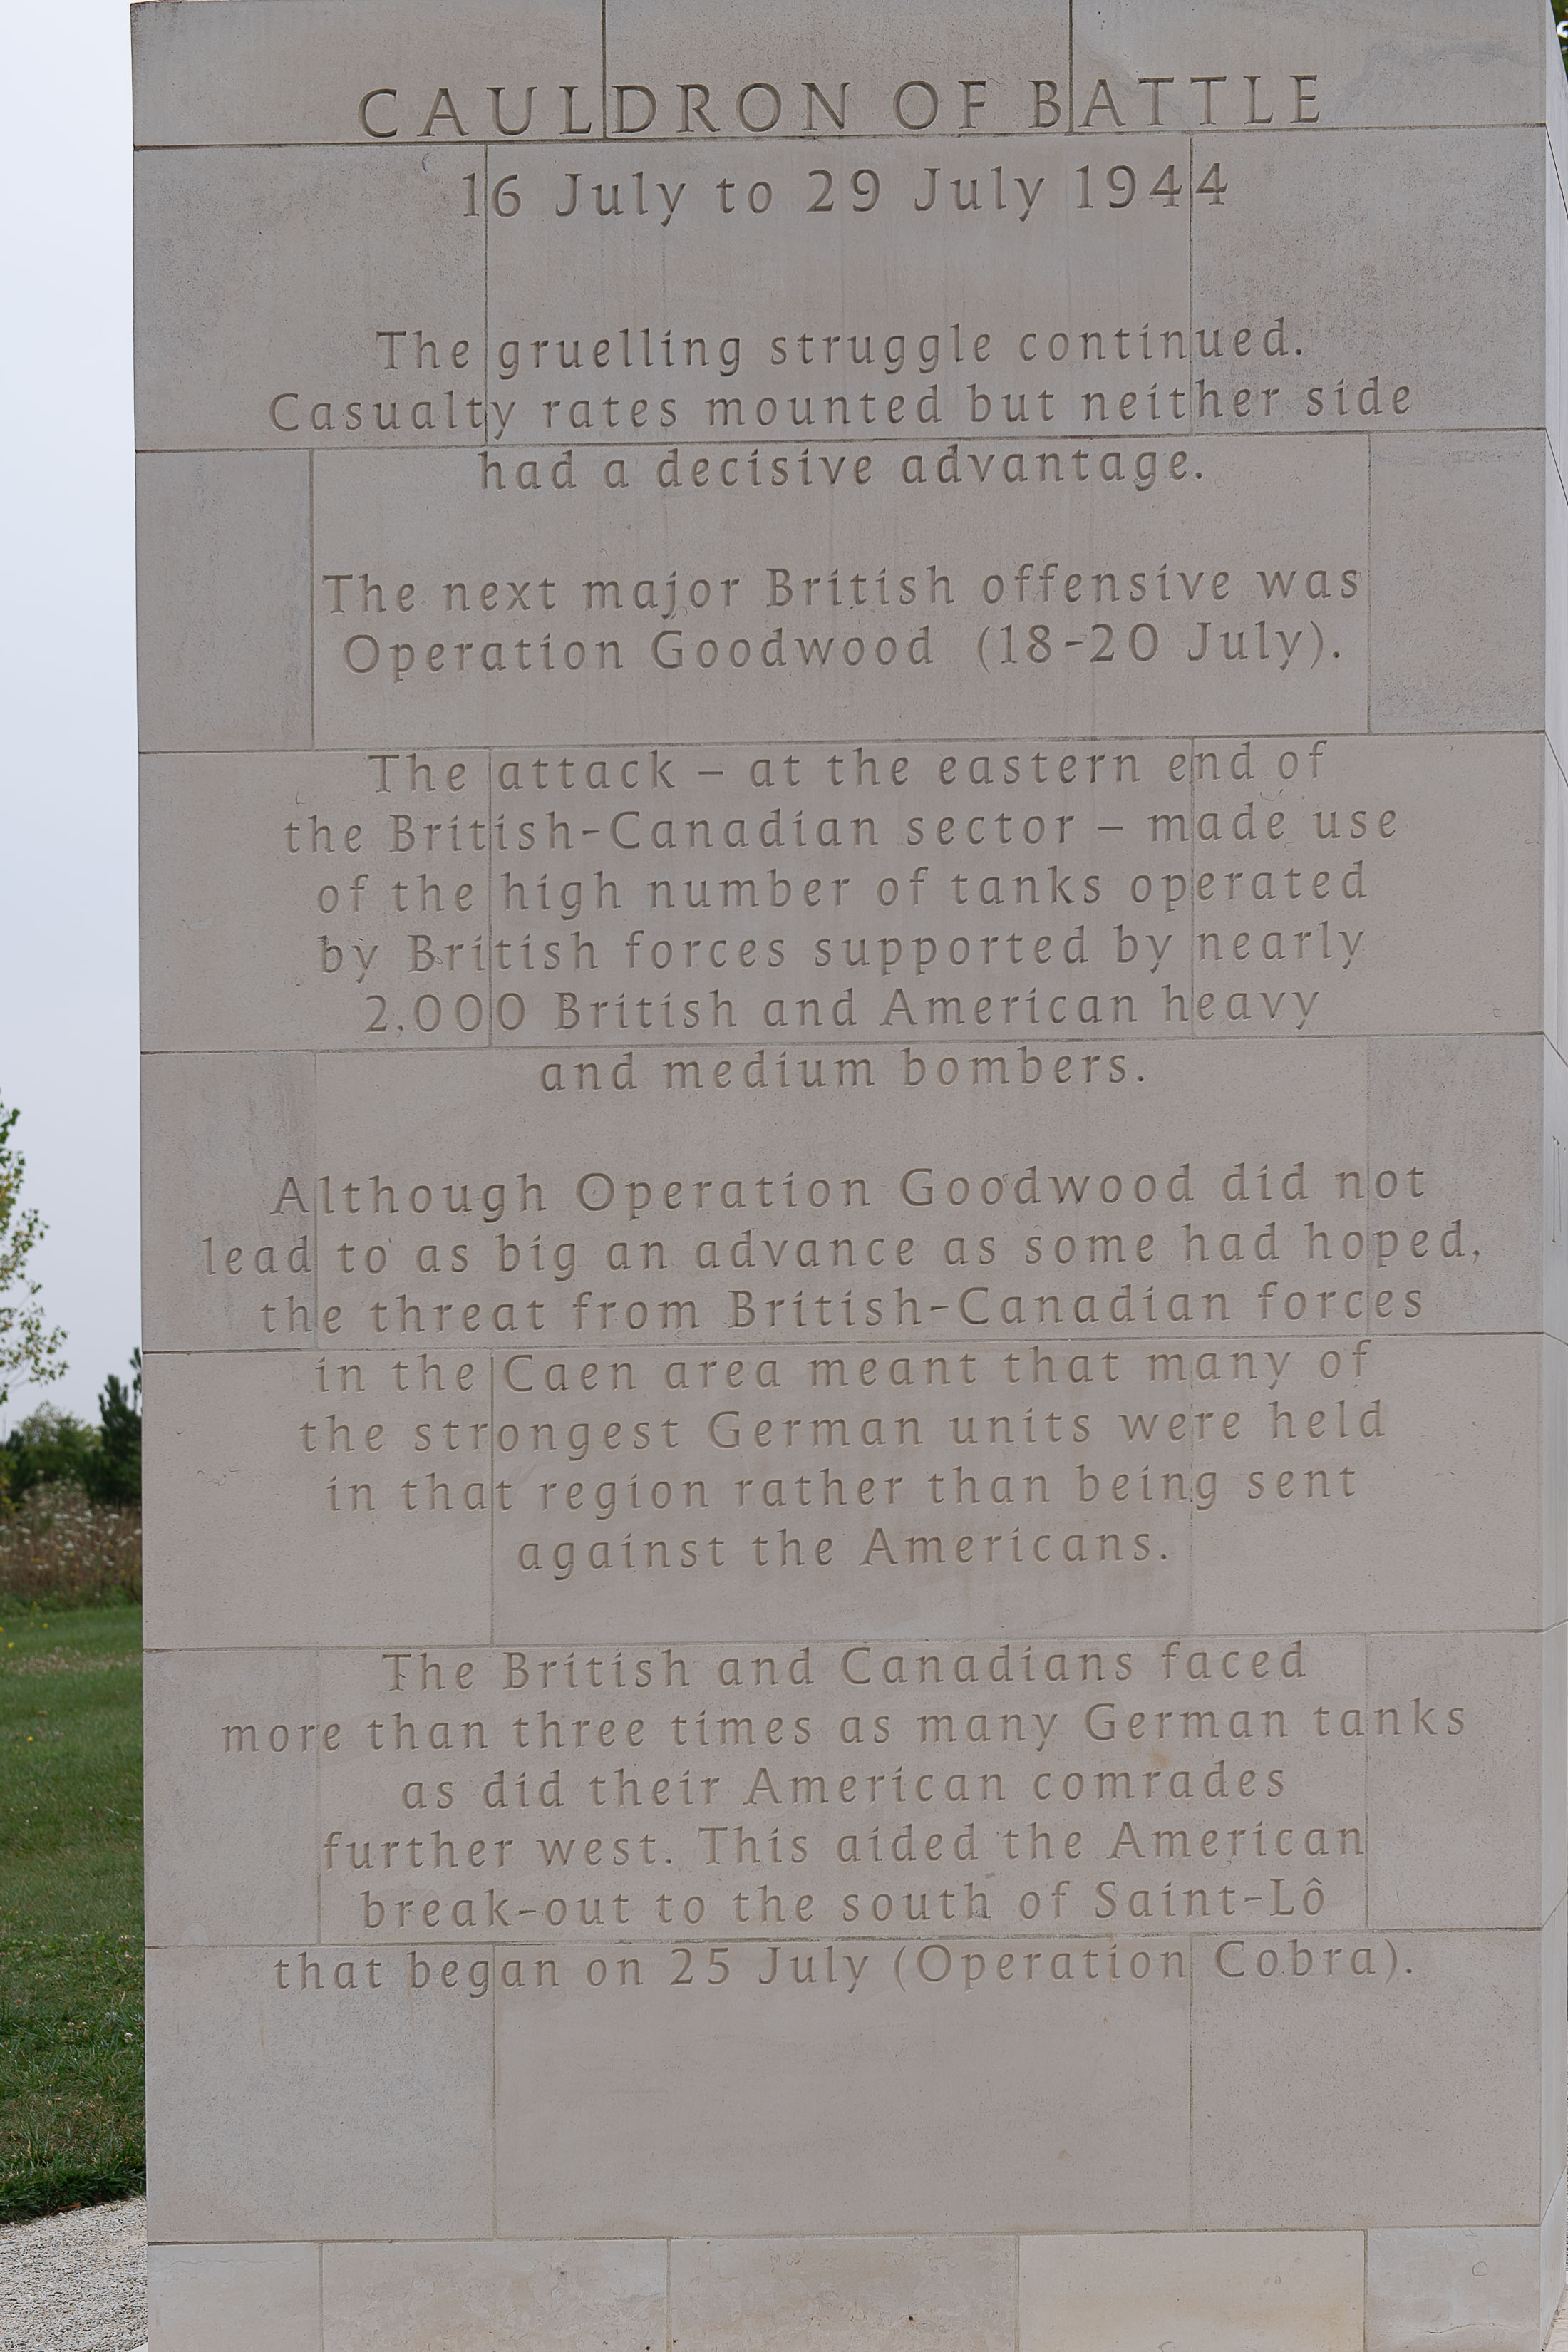 CAULDRON OF BATTLE
16 July to 29 July 1944
The gruelling struggle continued.
Casualty rates mounted but neither side
had a decisive advantage.
The next major British offensive was
Operation Goodwood (18-20 July).
The attack – at the eastern end of
the British-Canadian sector – made use
of the high number of tanks operated
by British forces supported by nearly
2,000 British and American heavy
and medium bombers.
Although Operation Goodwood did not
lead to as big an advance as some had hoped,
the threat from British-Canadian forces
in the Caen area meant that many of
the strongest German units were held
in that region rather than being sent
against the Americans.
The British and Canadians faced
more than three times as many German tanks
as did their American comrades
further west. This aided the American
break-out to the south of Saint-Lô
that began on 25 July (Operation Cobra).